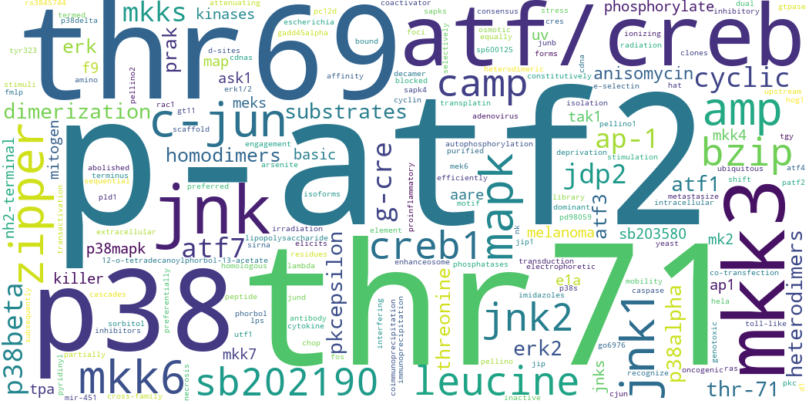 rs3845744
termed
p38delta
mkks
kinases
attenuating
pc12d
escherichia
coactivator
sapks
consensus
stress
cres
dual
gtpase
phosphorylate
inhibitory
thr69
atf/creb
tyr323
erk
f9
prak
map
ask1
cdnas
gadd45alpha
foci
d-sites
bound
osmotic
equally
selectively
sp600125
uv
junb
forms
ionizing
radiation
clones
stimuli
fmlp
amino
pellino2
rac1
gt11
erk1/2
affinity
decamer
sapk4
blocked
camp
heterodimeric
constitutively
cdna
anisomycin
hat
cyclic
upstream
hug1
dimerization
mitogen
meks
c-jun
scaffold
substrates
engagement
arsenite
cyclin
adenovirus
transplatin
e-selectin
isolation
tak1
amp
nh2-terminal
zipper
abolished
terminus
sequential
pld1
transactivation
extracellular
p-atf2
homodimers
basic
preferred
isoforms
jnk
g-cre
proinflammatory
autophosphorylation
purified
mek6
efficiently
aare
motif
mapk
jdp2
pellino1
deprivation
stimulation
ap-1
mkk4
bzip
tgy
ubiquitous
atf4
patf2
library
dominant
pd98059
atf3
atf1
shift
metastasize
intracellular
irradiation
lipopolysaccharide
sirna
elicits
p38mapk
atf7
element
creb1
nk
jip1
melanoma
sb203580
mk2
yeast
12-o-tetradecanoylphorbol-13-acetate
killer
homologous
residues
lambda
pkcepsilon
enhanceosome
phosphatases
transduction
electrophoretic
co-transfection
mkk3
heterodimers
p38beta
p38
thr71
cascades
preferentially
peptide
jund
antibody
cytokine
phorbol
lps
utf1
chop
fos
subsequently
sorbitol
inhibitor
partially
pyridinyl
mkk7
interfering
coimmunoprecipitation
immunoprecipitation
threonine
e1a
p38s
imidazoles
jnk2
erk2
jnk1
mobility
caspase
p38alpha
ap1
hela
toll-like
genotoxic
go6976
recognize
oncogenic
ras
tpa
mir-451
mkk6
cross-family
necrosis
sb202190
leucine
pellino
jip
inactive
jnks
cjun
thr-71
pkc